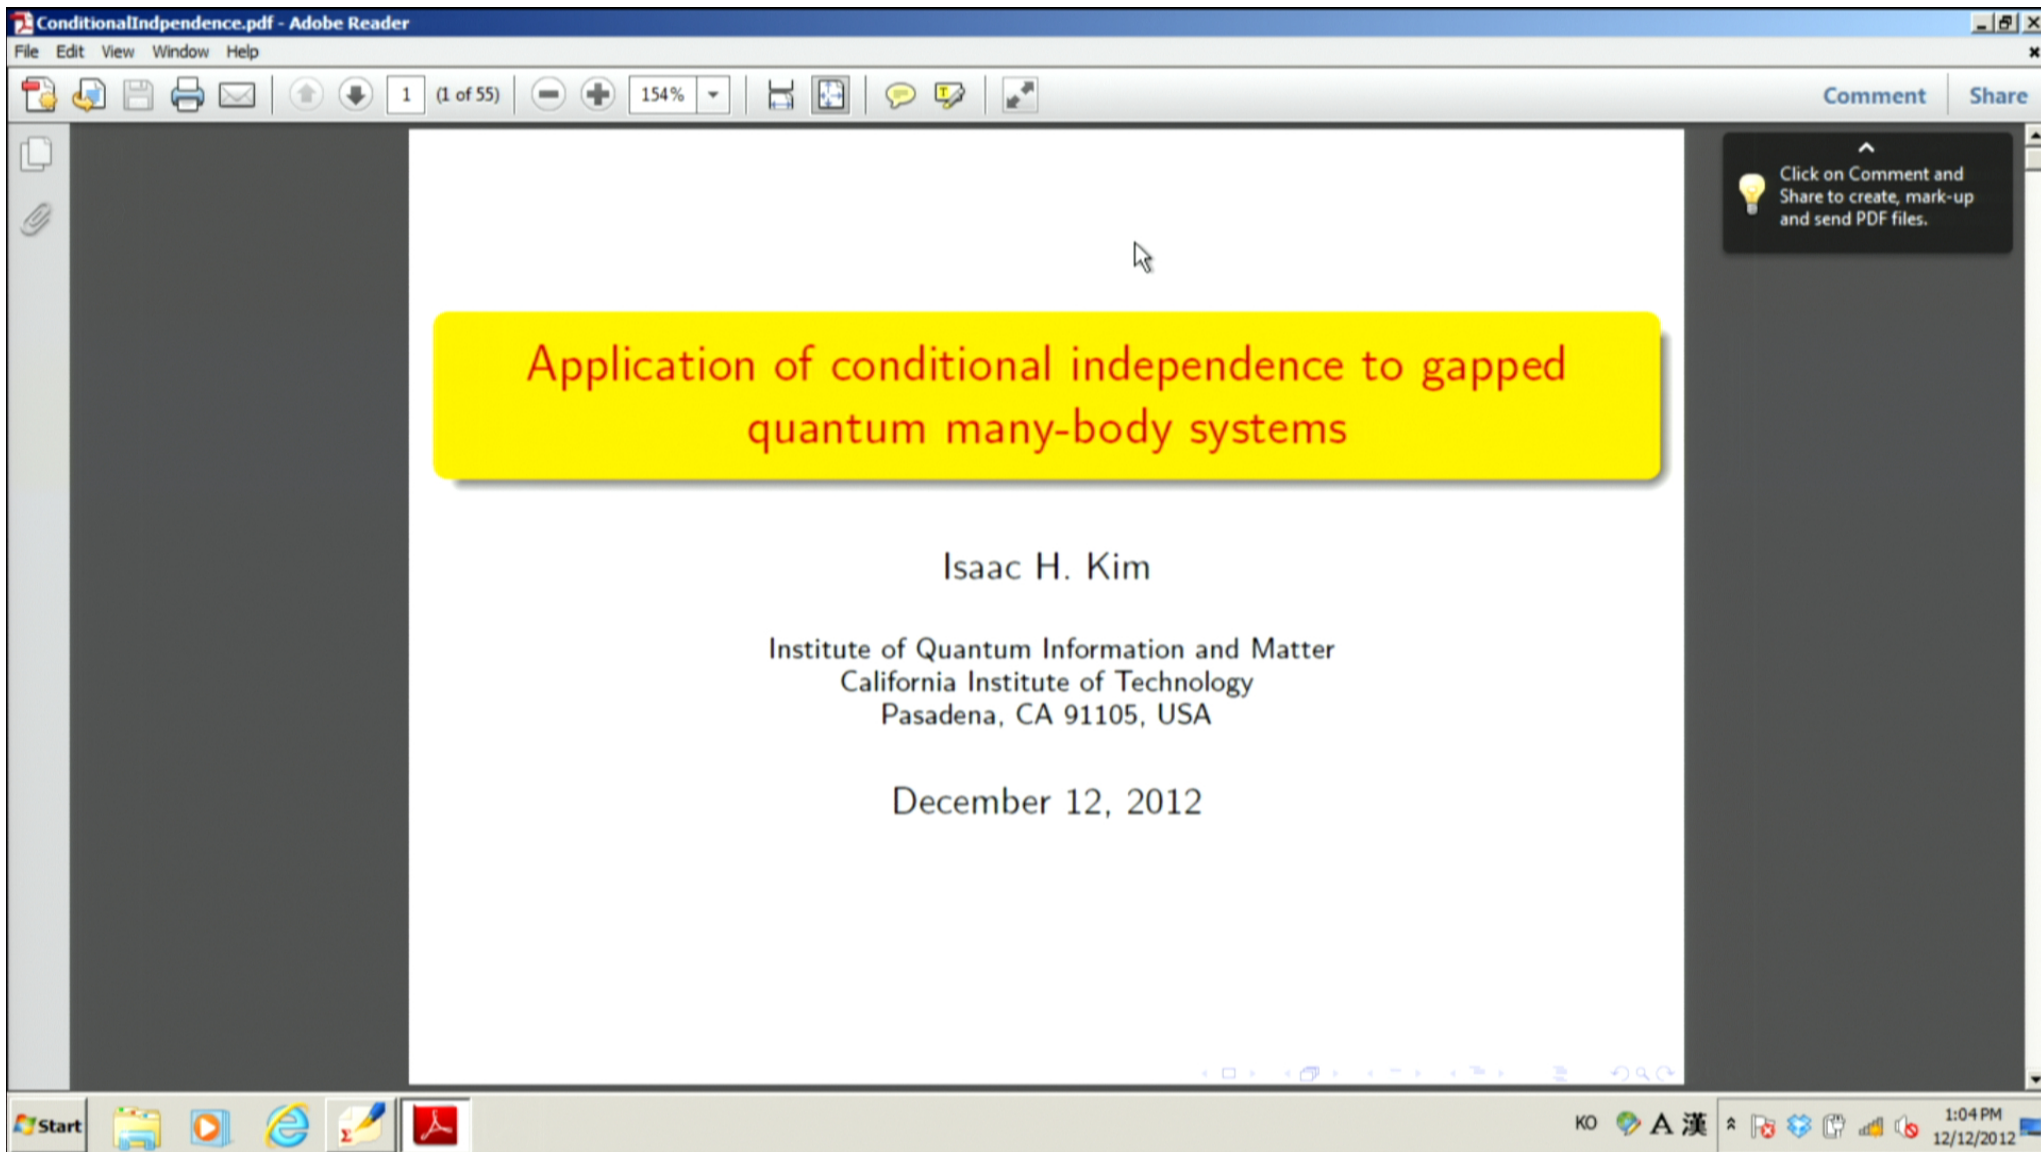 ConditionalIndpendence.pdf - Adobe Reader
File Edit View Window Help
1 (1 of 55) 154% Comment Share
Click on Comment and
Share to create, mark-up
and send PDF files.
Application of conditional independence to gapped
quantum many-body systems
Isaac H. Kim
Institute of Quantum Information and Matter
California Institute of Technology
Pasadena, CA 91105, USA
December 12, 2012
Start KO A 漢 1:04 PM
12/12/2012